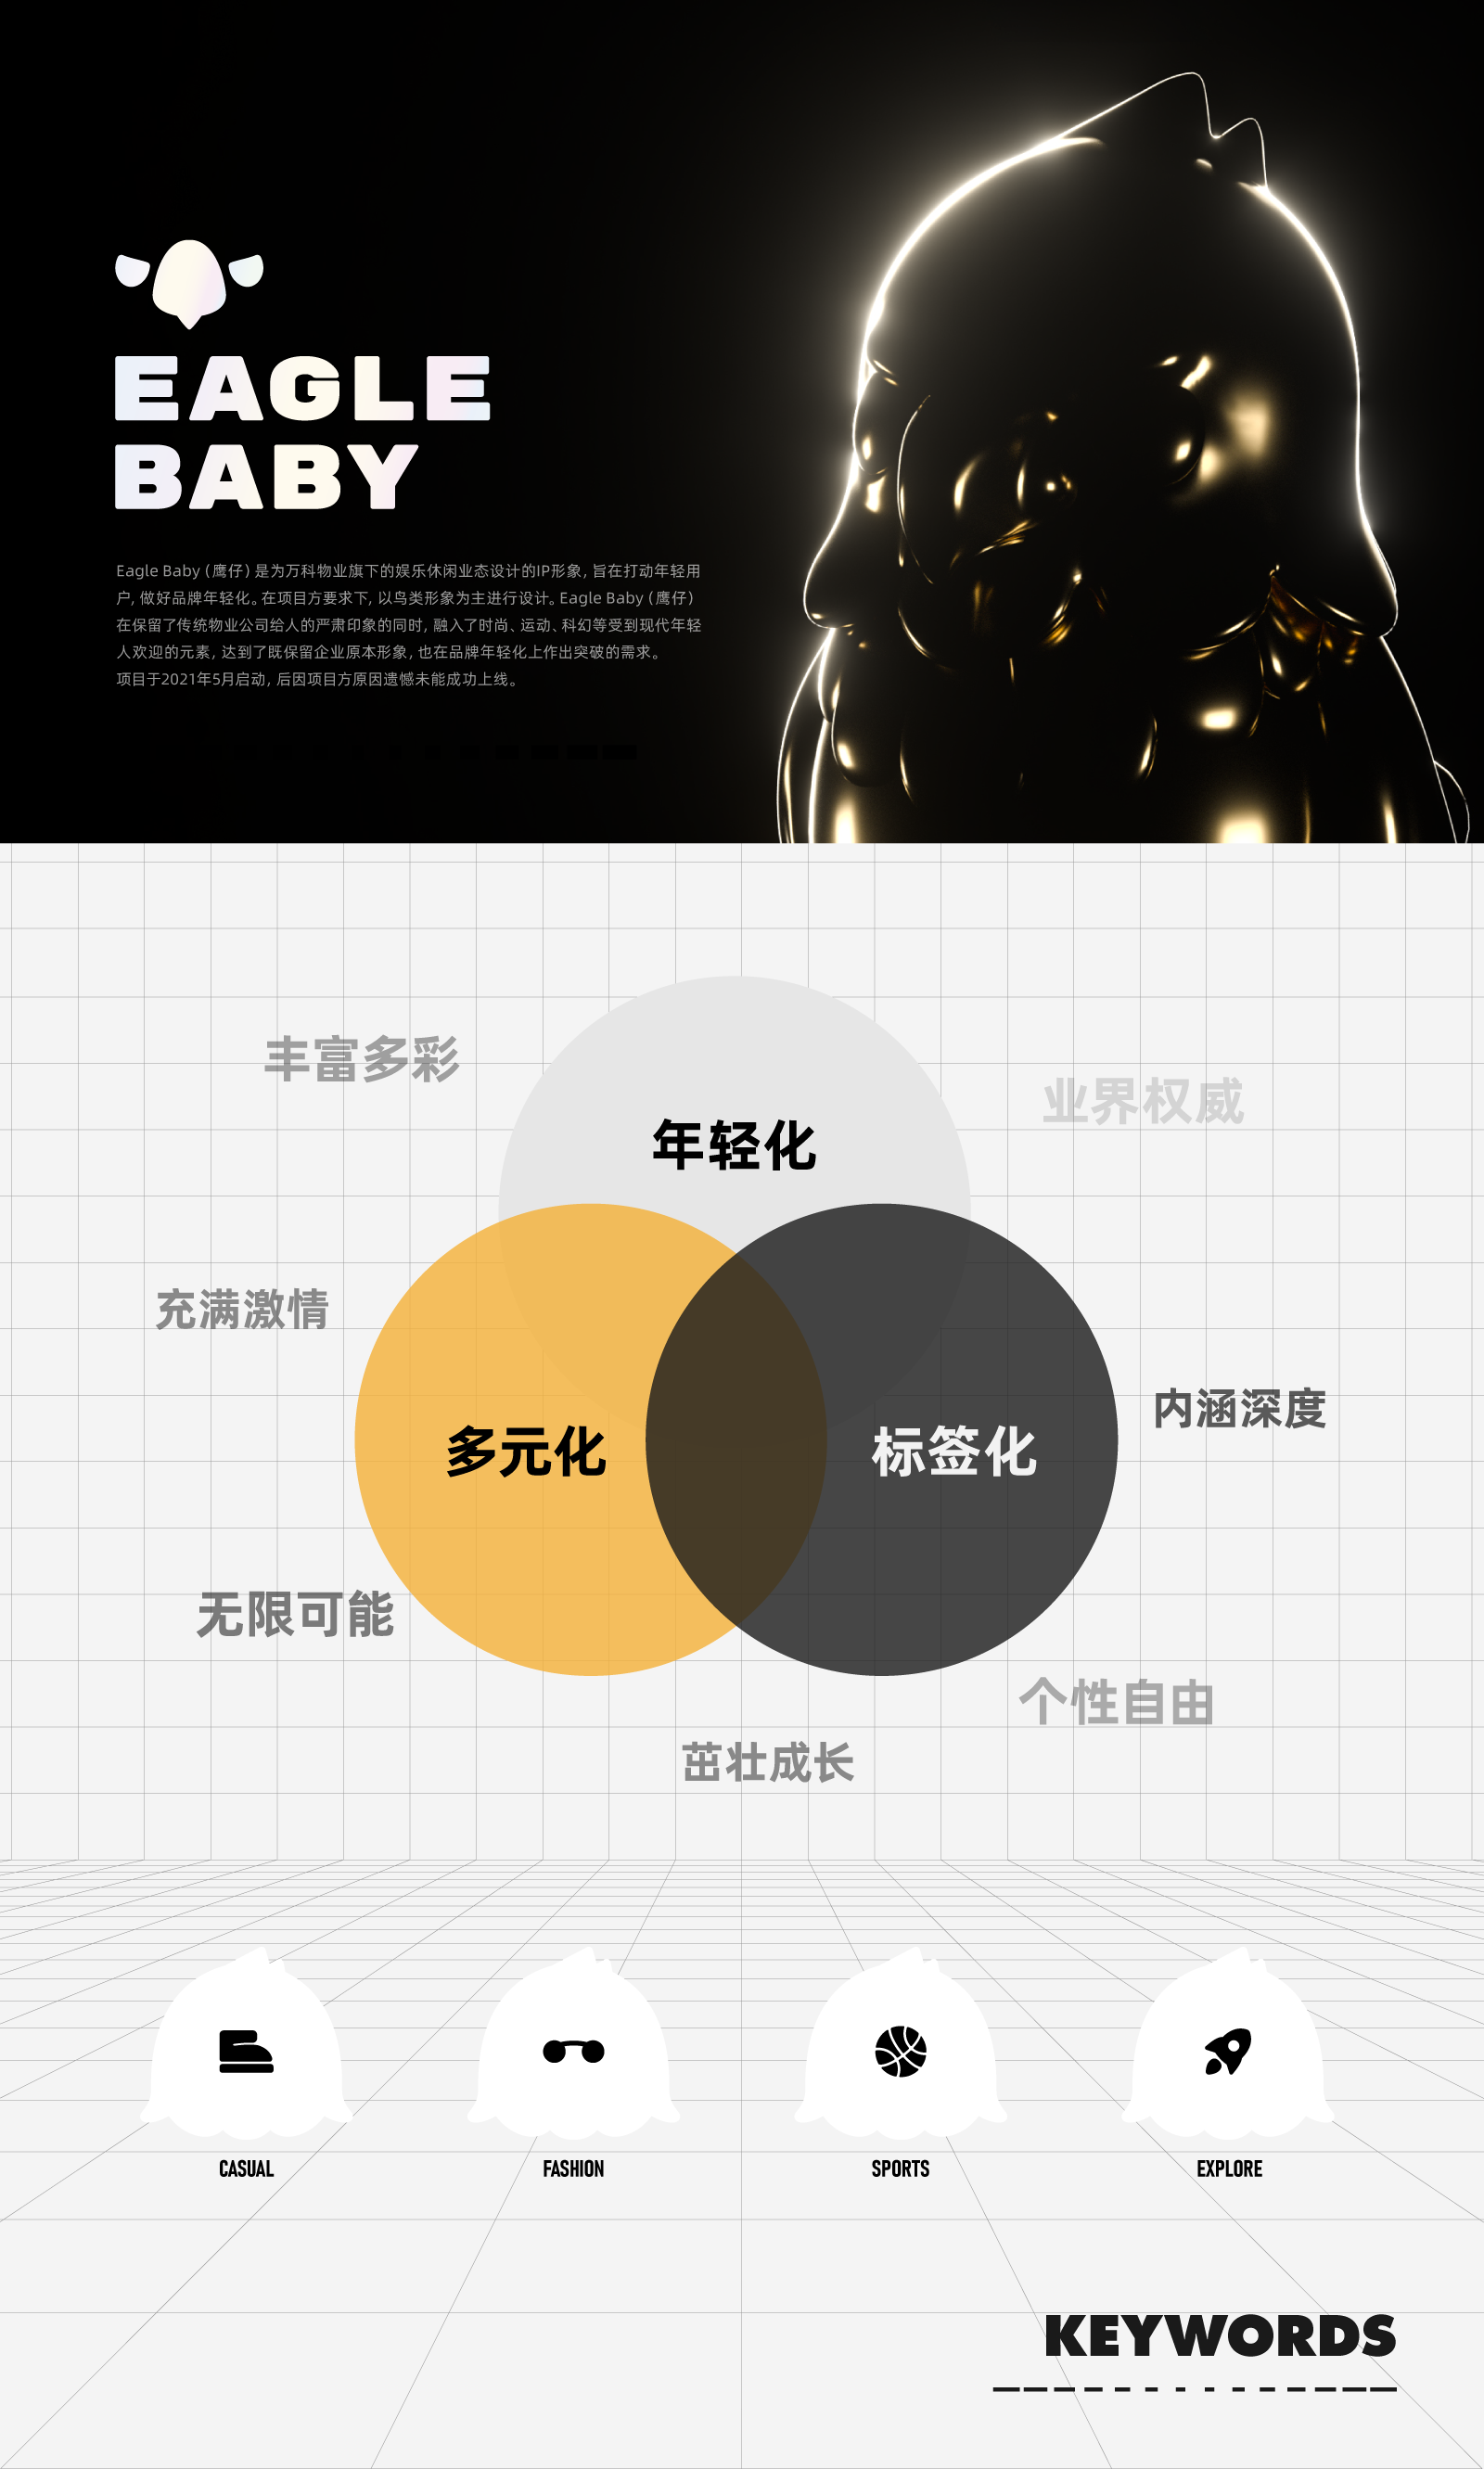 EAGLE
BABY
Eagle Baby（鹰仔）是为万科物业旗下的娱乐休闲业态设计的IP形象，旨在打动年轻用
户，做好品牌年轻化。在项目方要求下，以鸟类形象为主进行设计。Eagle Baby（鹰仔）
在保留了传统物业公司给人的严肃印象的同时，融入了时尚、运动、科幻等受到现代年轻
人欢迎的元素，达到了既保留企业原本形象，也在品牌年轻化上作出突破的需求。
项目于2021年5月启动，后因项目方原因遗憾未能成功上线。
丰富多彩
业界权威
年轻化
充满激情
内涵深度
多元化
标签化
无限可能
个性自由
茁壮成长
CASUAL
FASHION
SPORTS
EXPLORE
KEYWORDS